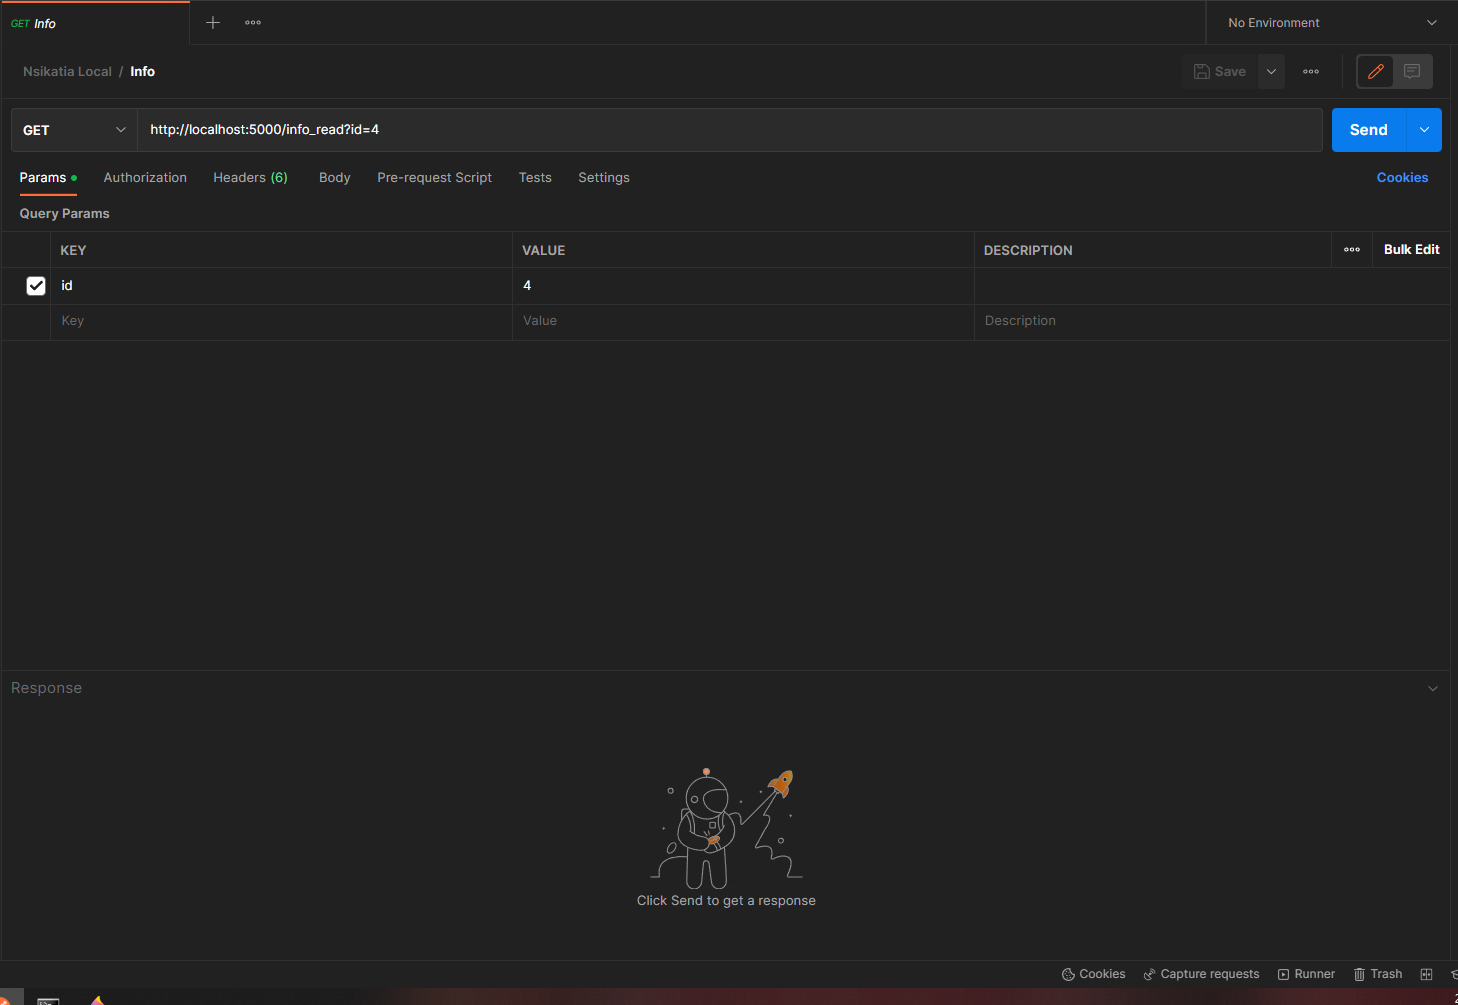 GET Info
No Environment
Nsikatia Local / Info
Save
GET
http://localhost:5000/info_read?id=4
Send
Params
Authorization
Headers (6)
Body
Pre-request Script
Tests
Settings
Cookies
Query Params
KEY
VALUE
DESCRIPTION
Bulk Edit
id
4
Key
Value
Description
Response
Click Send to get a response
Cookies
Capture requests
Runner
Trash